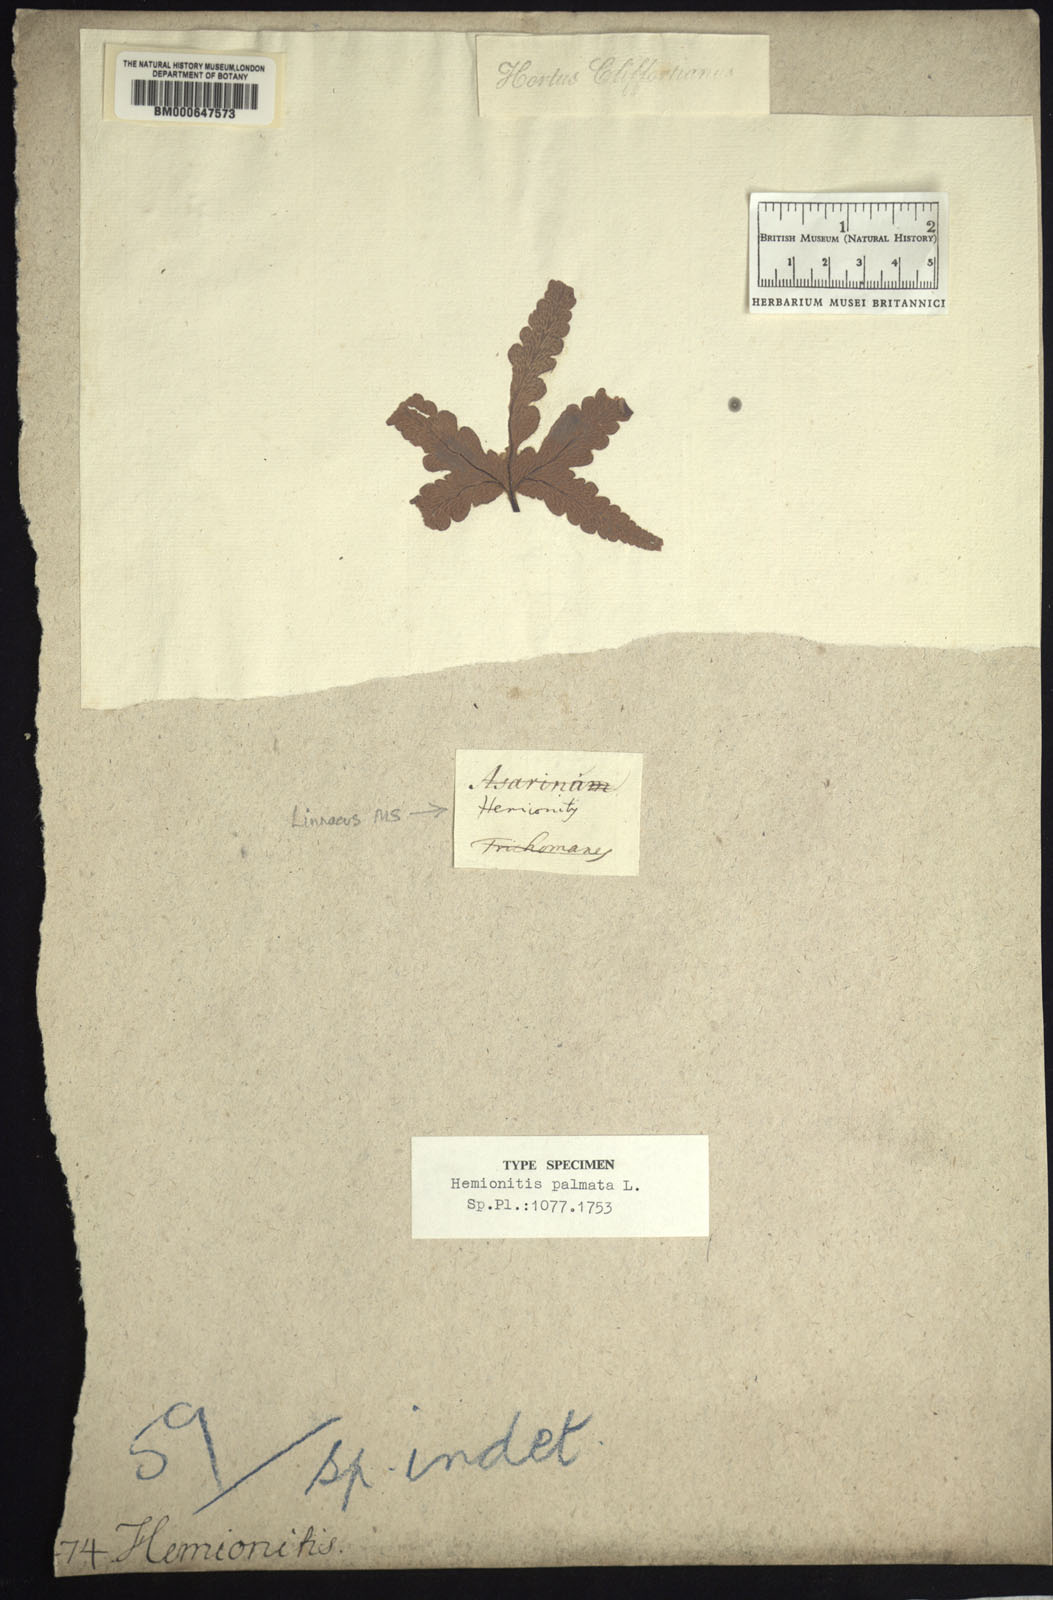 THE NATURAL HISTORY MUSEUM,LONDON
DEPARTMENT OF BOTANY
BM000647573
Hortus Cliffortianus
1 2
BRITISH MUSEUM (NATURAL HISTORY)
1 2 3 4 5
HERBARIUM MUSEI BRITANNICI
Asarinam
Linnaeus MS → Hemionity
Trichomanes
TYPE SPECIMEN
Hemionitis palmata L.
Sp.Pl.:1077.1753
59/sp. indet.
74 Hemionitis.